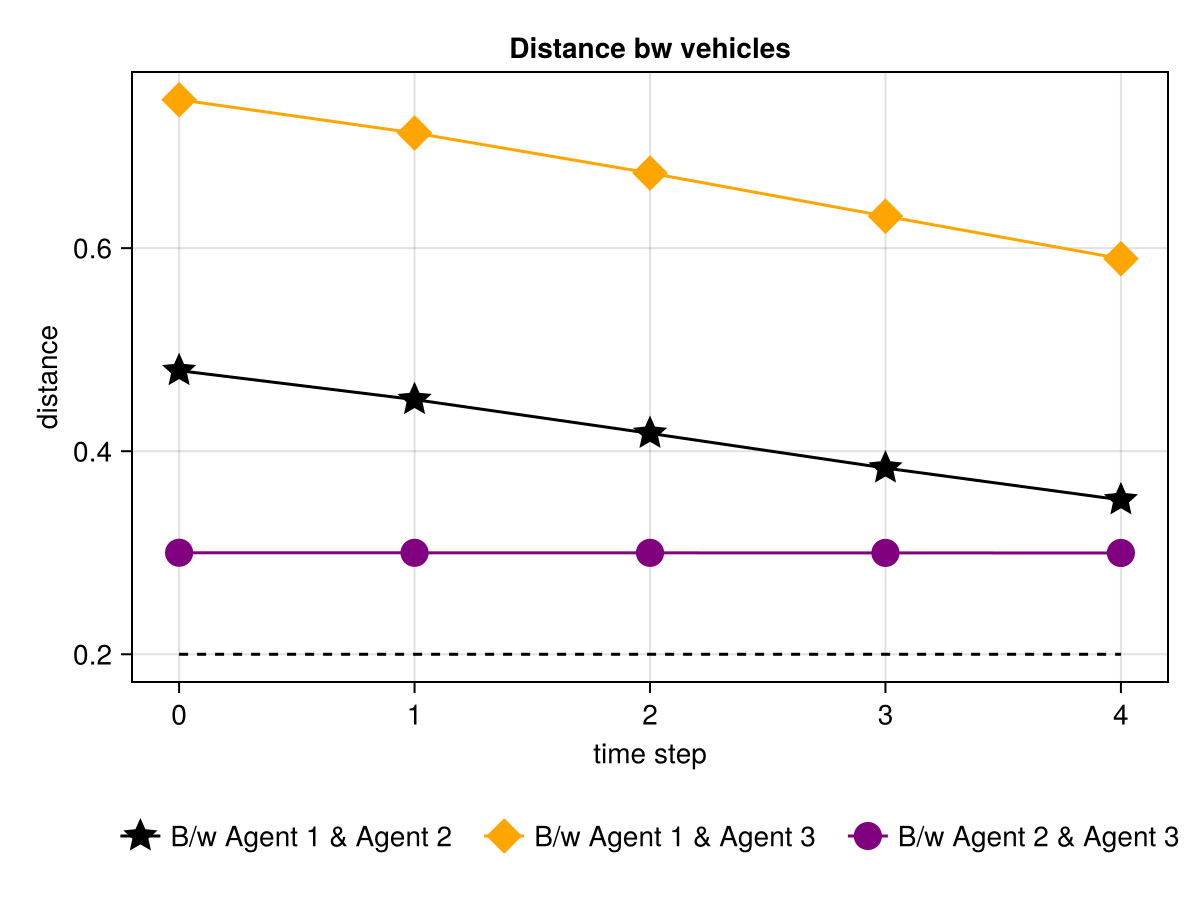 Distance bw vehicles
distance
0.6
0.4
0.2
0 1 2 3 4
time step
B/w Agent 1 & Agent 2 B/w Agent 1 & Agent 3 B/w Agent 2 & Agent 3